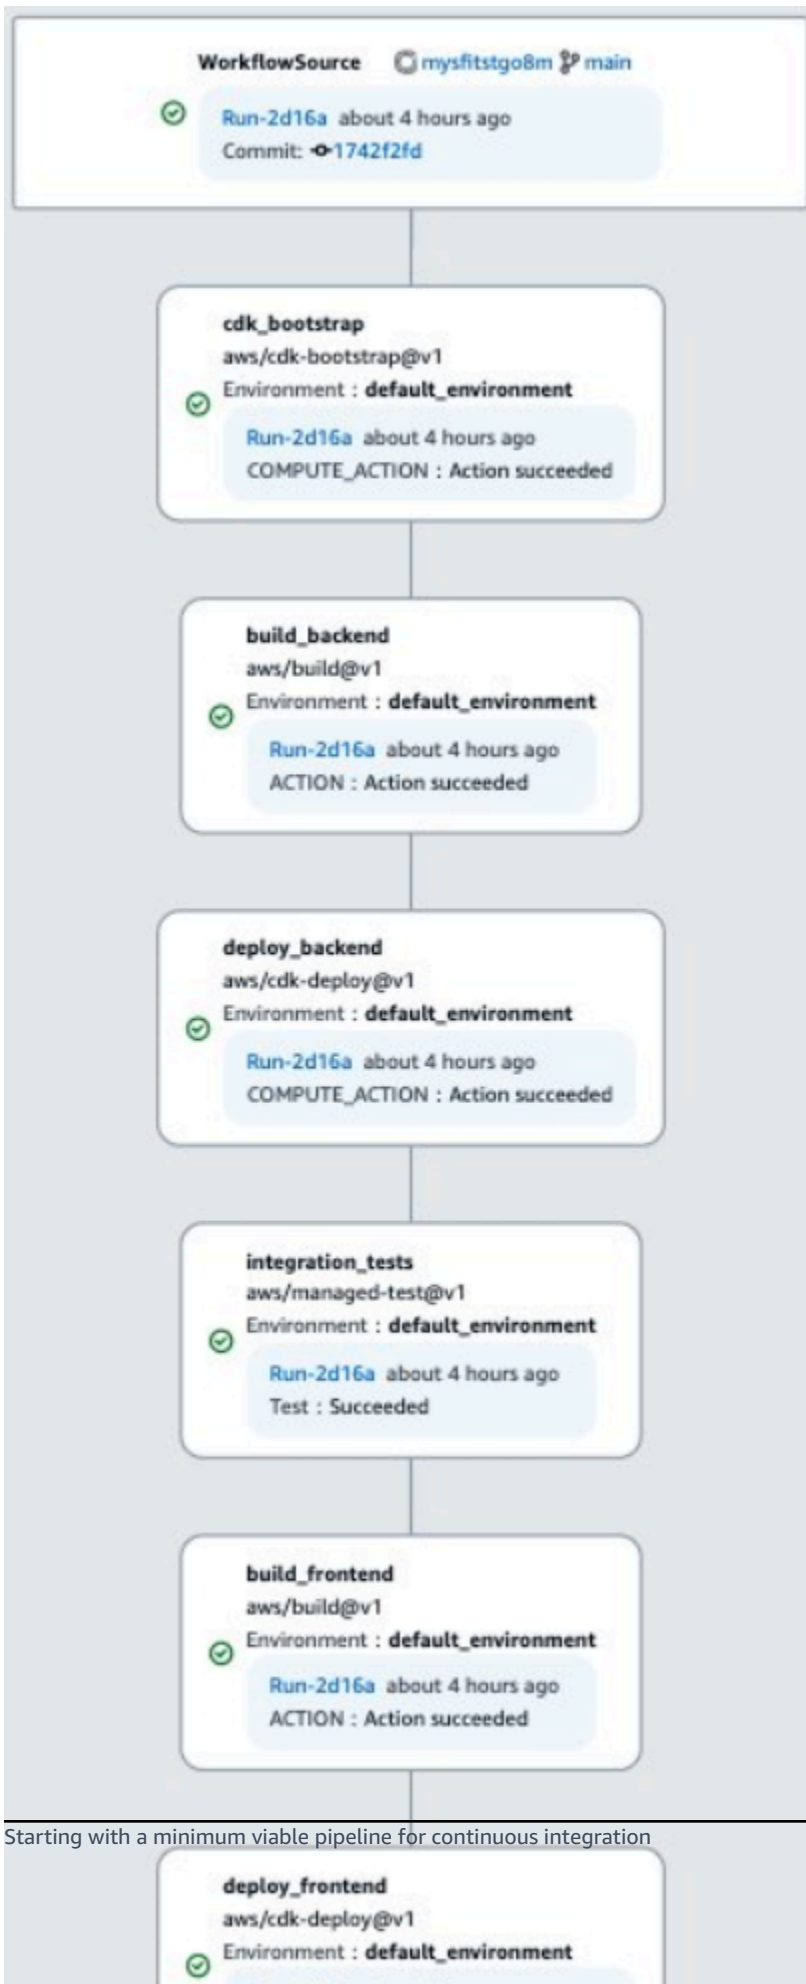 WorkflowSource mysfitstgo8m main
Run-2d16a about 4 hours ago
Commit: 1742f2fd
cdk_bootstrap
aws/cdk-bootstrap@v1
Environment : default_environment
Run-2d16a about 4 hours ago
COMPUTE_ACTION : Action succeeded
build_backend
aws/build@v1
Environment : default_environment
Run-2d16a about 4 hours ago
ACTION : Action succeeded
deploy_backend
aws/cdk-deploy@v1
Environment : default_environment
Run-2d16a about 4 hours ago
COMPUTE_ACTION : Action succeeded
integration_tests
aws/managed-test@v1
Environment : default_environment
Run-2d16a about 4 hours ago
Test : Succeeded
build_frontend
aws/build@v1
Environment : default_environment
Run-2d16a about 4 hours ago
ACTION : Action succeeded
Starting with a minimum viable pipeline for continuous integration
deploy_frontend
aws/cdk-deploy@v1
Environment : default_environment